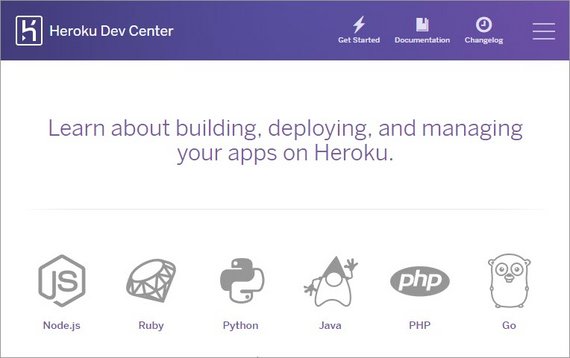 Heroku Dev Center
Get Started
Documentation
Changelog
Learn about building, deploying, and managing
your apps on Heroku.
JS
php
Node.js
Ruby
Python
Java
PHP
Go